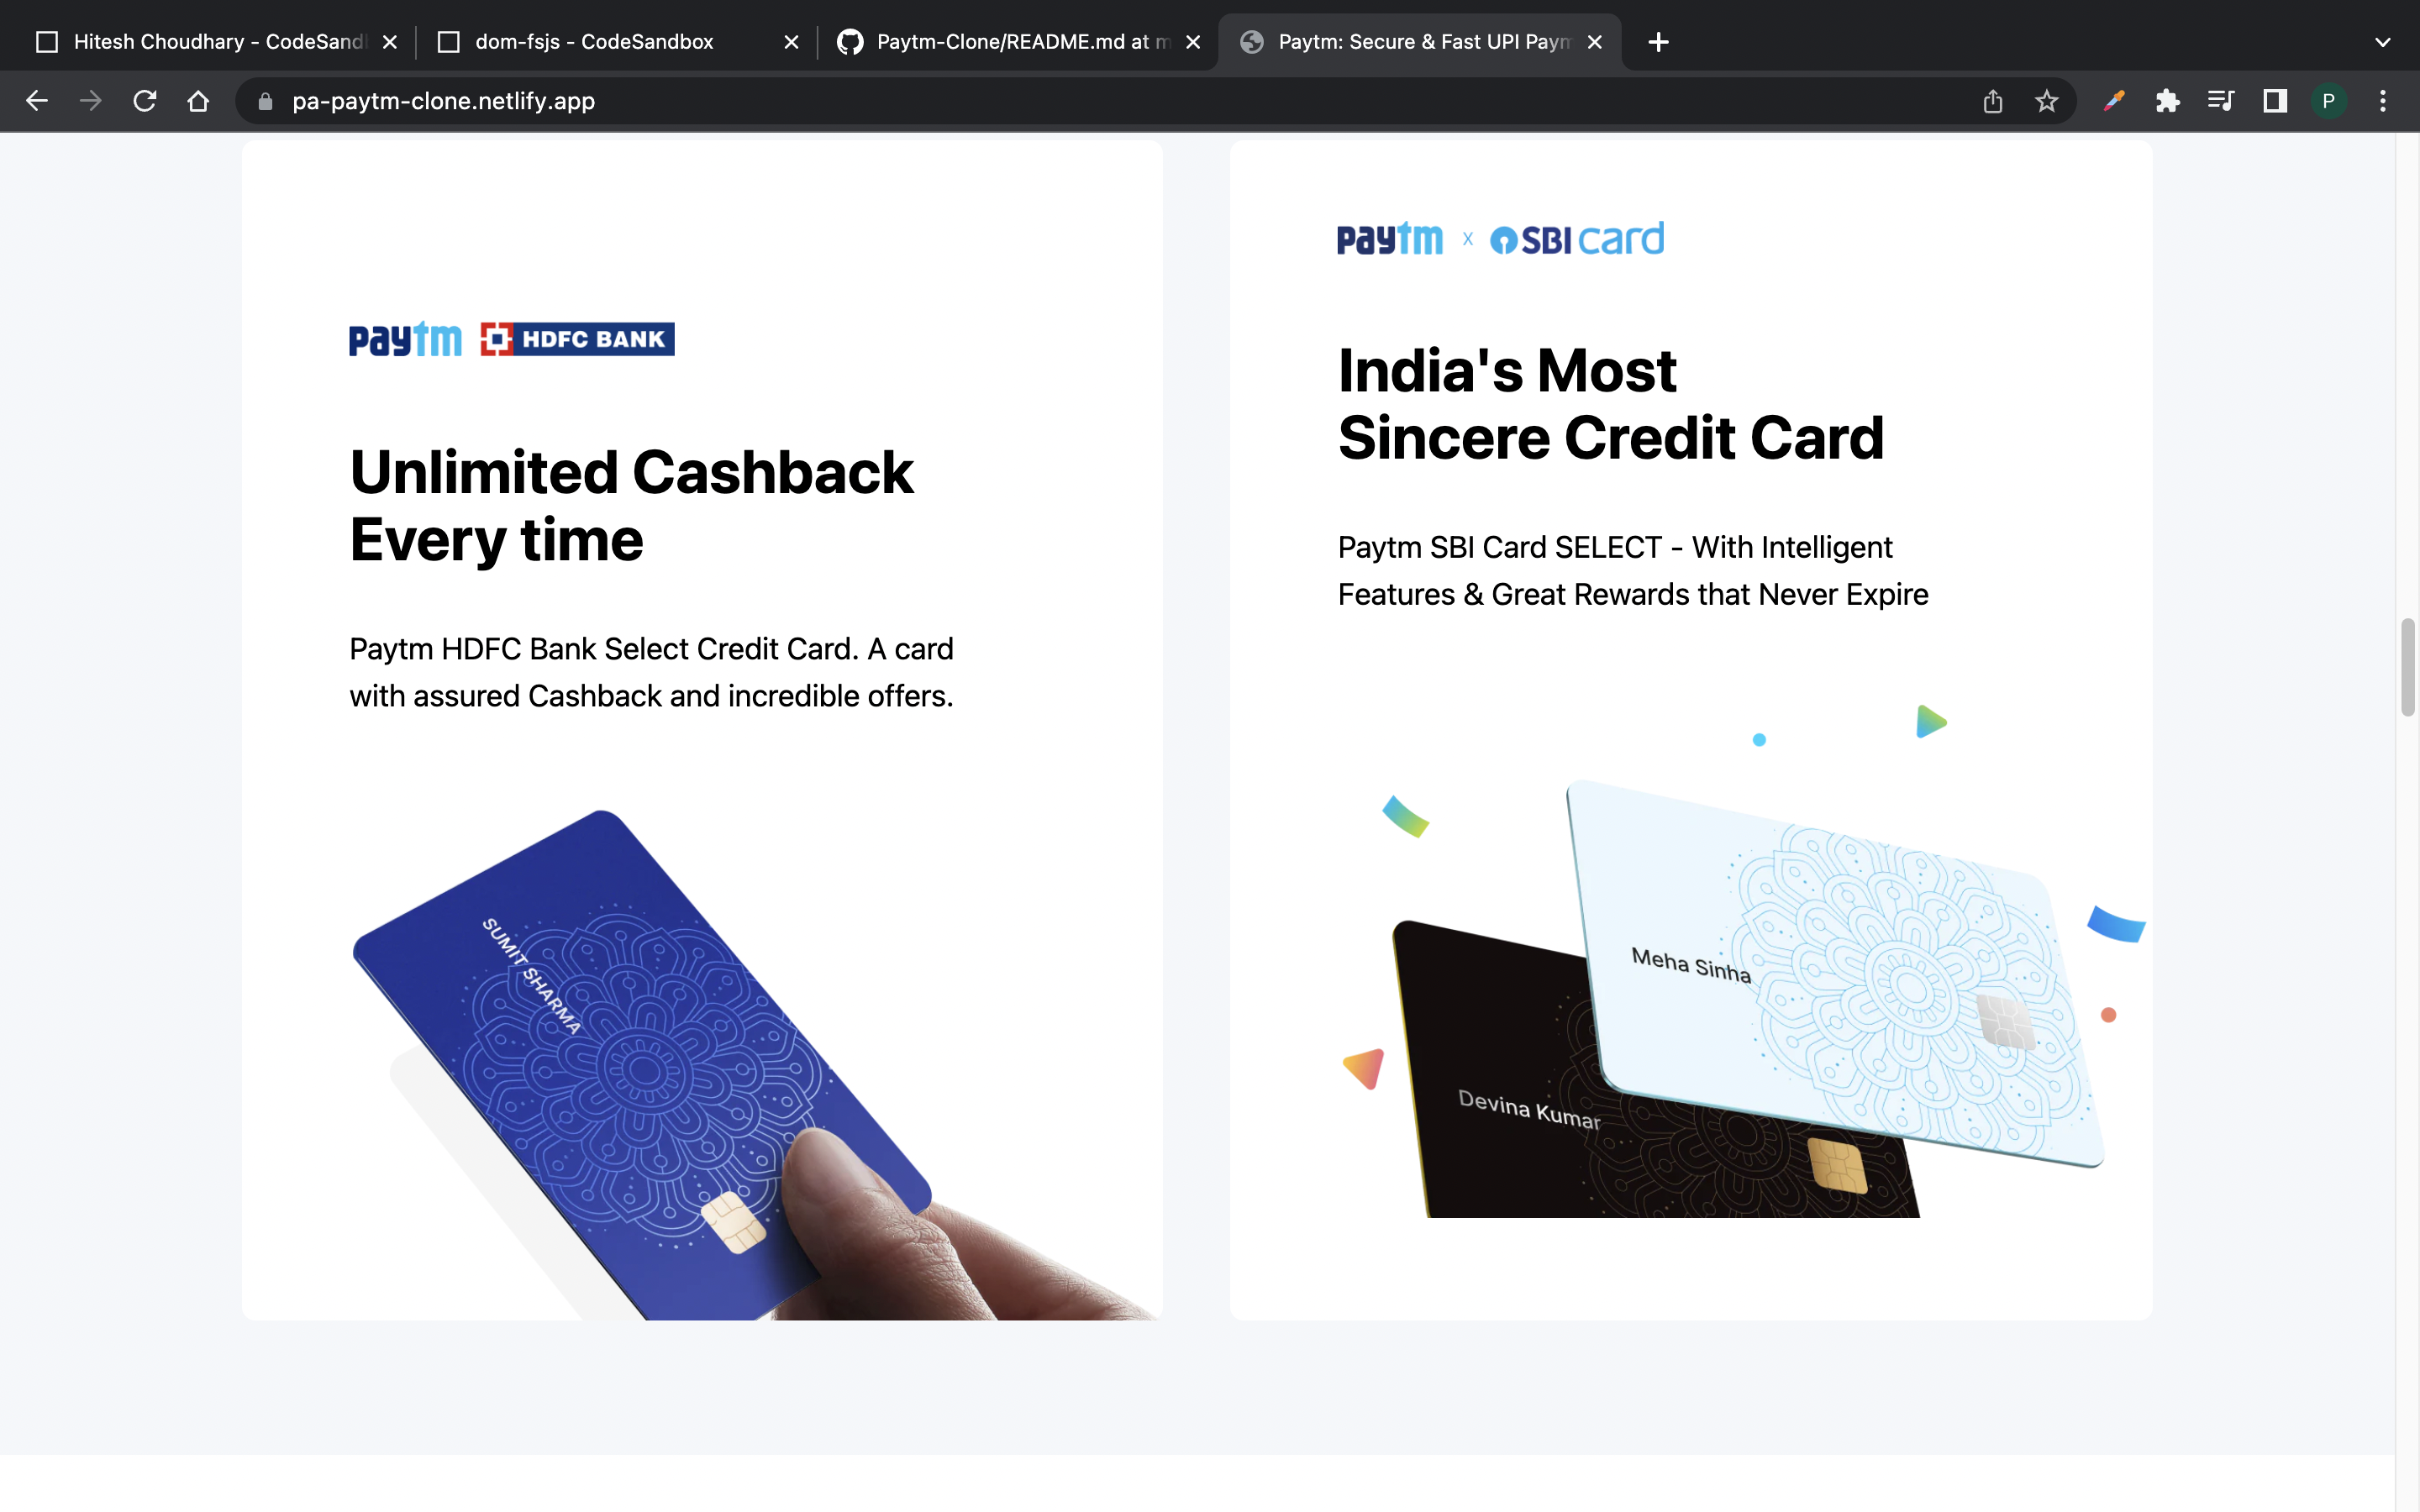 Hitesh Choudhary - CodeSand
dom-fsjs - CodeSandbox
Paytm-Clone/README.md at m
Paytm: Secure & Fast UPI Paym
pa-paytm-clone.netlify.app
P
paytm HDFC BANK
Unlimited Cashback
Every time
Paytm HDFC Bank Select Credit Card. A card
with assured Cashback and incredible offers.
SUMIT SHARMA
paytm x SBI card
India's Most
Sincere Credit Card
Paytm SBI Card SELECT - With Intelligent
Features & Great Rewards that Never Expire
Meha Sinha
Devina Kumar